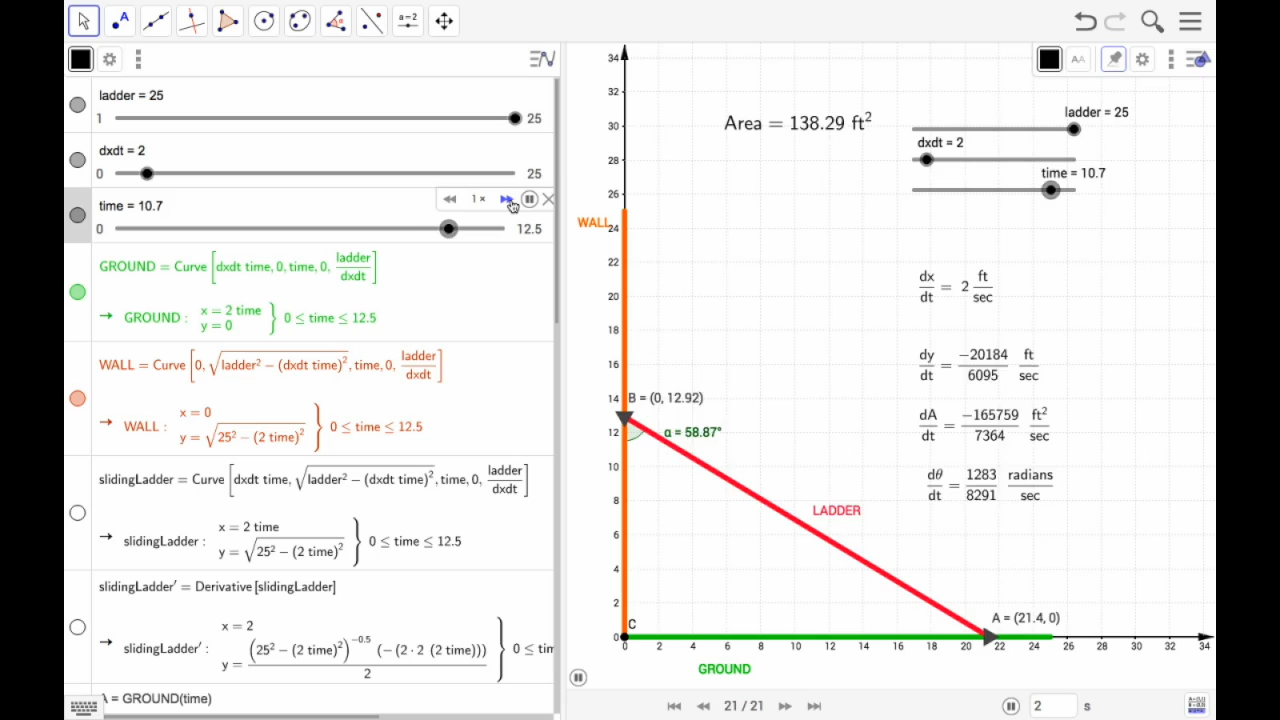 A
α
a=2
ladder = 25
1
25
dxdt = 2
0
25
time = 10.7
1 ×
0
12.5
GROUND = Curve [dxdt time, 0, time, 0, ladder/dxdt]
→ GROUND : x = 2 time
y = 0 } 0 ≤ time ≤ 12.5
WALL = Curve [0, √(ladder² − (dxdt time)²), time, 0, ladder/dxdt]
→ WALL : x = 0
y = √(25² − (2 time)²) } 0 ≤ time ≤ 12.5
slidingLadder = Curve [dxdt time, √(ladder² − (dxdt time)²), time, 0, ladder/dxdt]
→ slidingLadder : x = 2 time
y = √(25² − (2 time)²) } 0 ≤ time ≤ 12.5
slidingLadder′ = Derivative [slidingLadder]
→ slidingLadder′ : x = 2
y = (25² − (2 time)²)^−0.5 (−(2·2 (2 time))) / 2 } 0 ≤ tim
A = GROUND(time)
AA
34
32
30
28
26
24
22
20
18
16
14
12
10
8
6
4
2
0
Area = 138.29 ft²
ladder = 25
dxdt = 2
time = 10.7
WALL
dx/dt = 2 ft/sec
dy/dt = −20184/6095 ft/sec
dA/dt = −165759/7364 ft²/sec
dθ/dt = 1283/8291 radians/sec
B = (0, 12.92)
α = 58.87°
LADDER
A = (21.4, 0)
C
0 2 4 6 8 10 12 14 16 18 20 22 24 26 28 30 32 34
GROUND
21 / 21
2 s